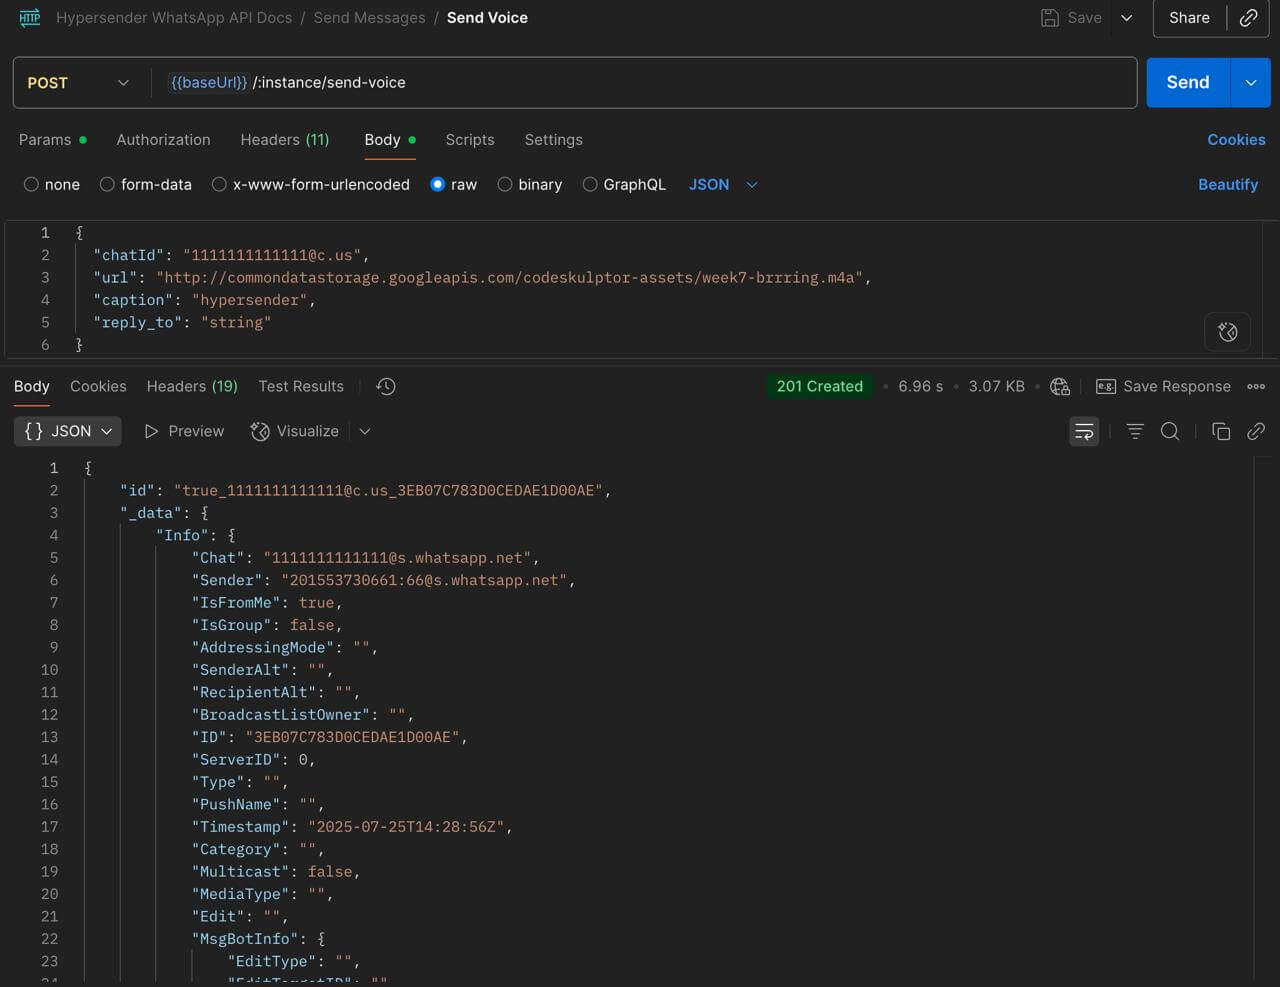 HTTP Hypersender WhatsApp API Docs / Send Messages / Send Voice Save Share
POST {{baseUrl}} /:instance/send-voice Send
Params Authorization Headers (11) Body Scripts Settings Cookies
none form-data x-www-form-urlencoded raw binary GraphQL JSON Beautify
1 {
2 "chatId": "1111111111111@c.us",
3 "url": "http://commondatastorage.googleapis.com/codeskulptor-assets/week7-brrring.m4a",
4 "caption": "hypersender",
5 "reply_to": "string"
6 }
Body Cookies Headers (19) Test Results 201 Created • 6.96 s • 3.07 KB • e.g. Save Response
{} JSON Preview Visualize
1 {
2 "id": "true_1111111111111@c.us_3EB07C783D0CEDAE1D00AE",
3 "_data": {
4 "Info": {
5 "Chat": "1111111111111@s.whatsapp.net",
6 "Sender": "201553730661:66@s.whatsapp.net",
7 "IsFromMe": true,
8 "IsGroup": false,
9 "AddressingMode": "",
10 "SenderAlt": "",
11 "RecipientAlt": "",
12 "BroadcastListOwner": "",
13 "ID": "3EB07C783D0CEDAE1D00AE",
14 "ServerID": 0,
15 "Type": "",
16 "PushName": "",
17 "Timestamp": "2025-07-25T14:28:56Z",
18 "Category": "",
19 "Multicast": false,
20 "MediaType": "",
21 "Edit": "",
22 "MsgBotInfo": {
23 "EditType": "",
24 "EditTargetID": ""